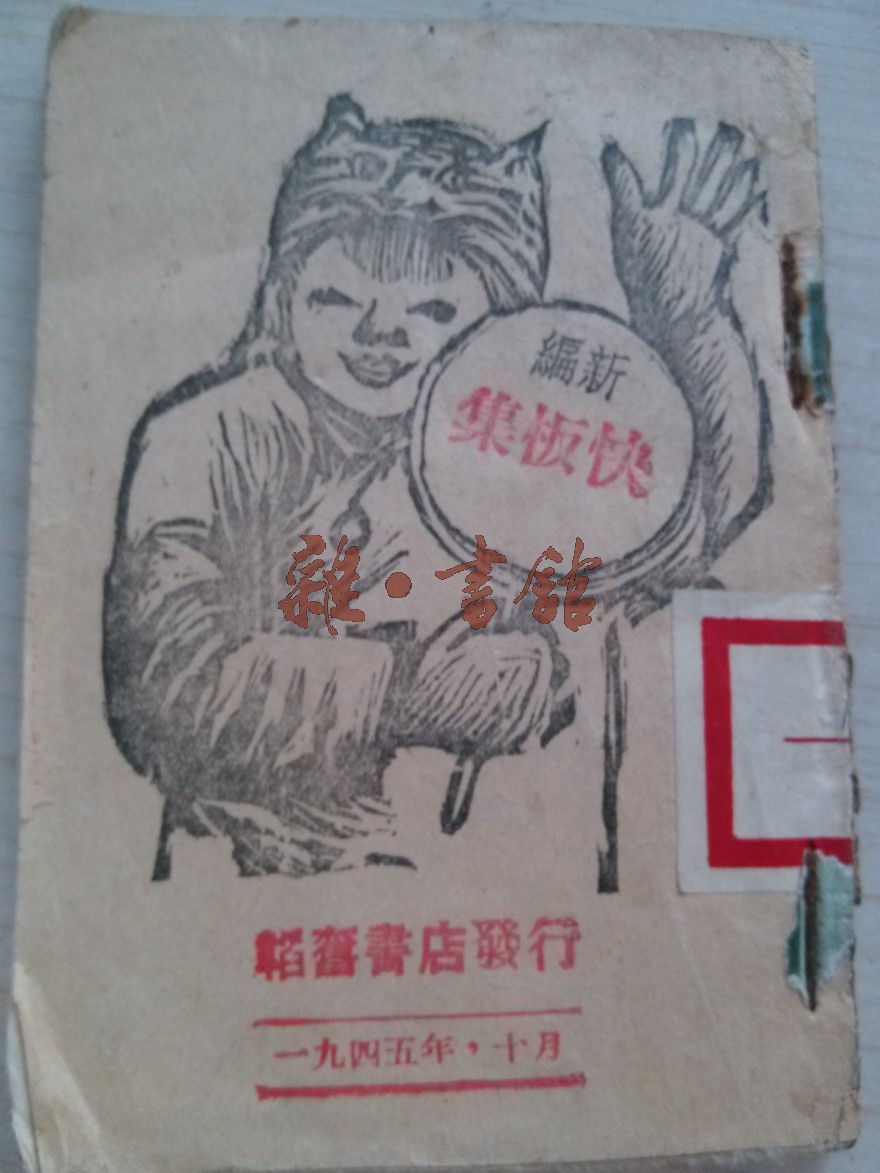 新編
快板集
雜·書館
韜奮書店發行
一九四五年，十月